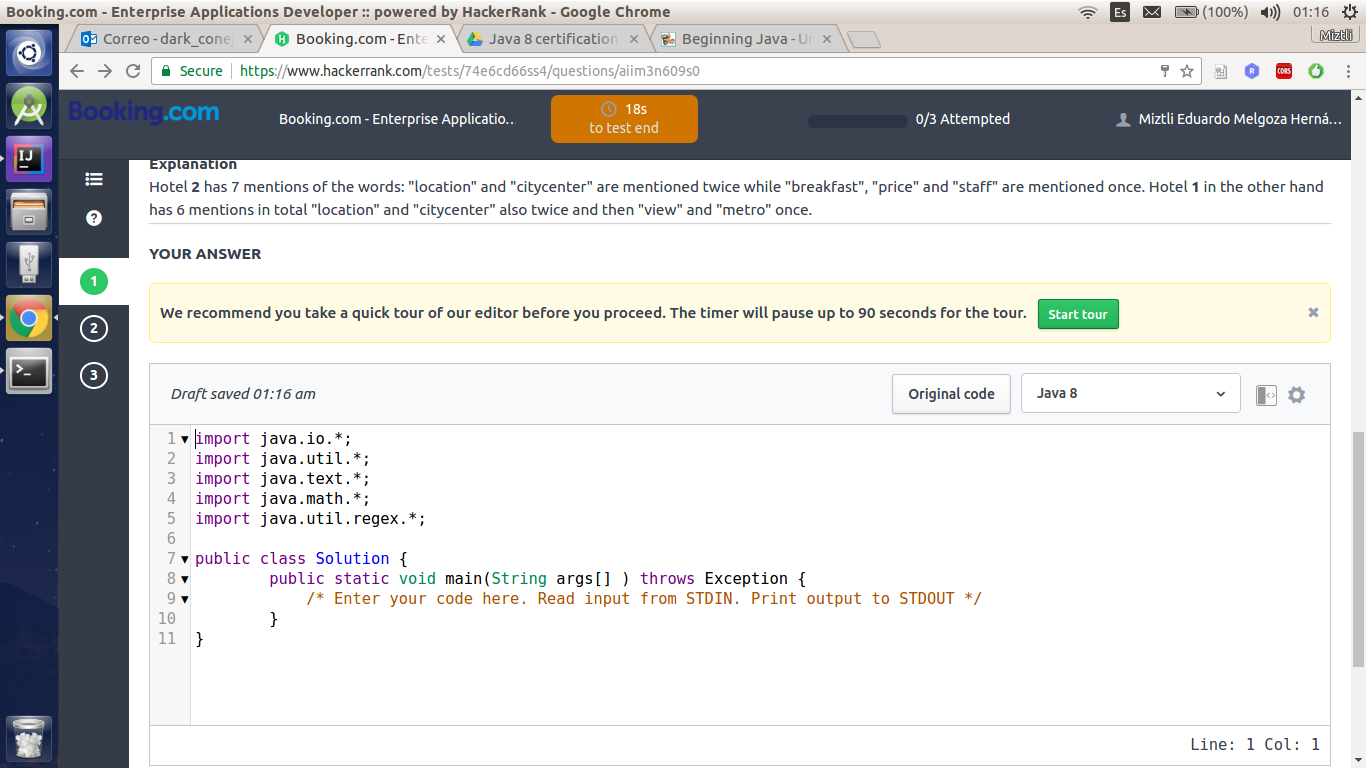 Booking.com - Enterprise Applications Developer :: powered by HackerRank - Google Chrome
Es
(100%)
01:16
Miztli
Correo - dark_cone
Booking.com - Ente
Java 8 certification
Beginning Java - Un
Secure
https://www.hackerrank.com/tests/74e6cd66ss4/questions/aiim3n609s0
R
CORS
Booking.com
Booking.com - Enterprise Applicatio...
18s
to test end
0/3 Attempted
Miztli Eduardo Melgoza Herná...
Explanation
Hotel 2 has 7 mentions of the words: "location" and "citycenter" are mentioned twice while "breakfast", "price" and "staff" are mentioned once. Hotel 1 in the other hand
has 6 mentions in total "location" and "citycenter" also twice and then "view" and "metro" once.
?
1
2
3
YOUR ANSWER
We recommend you take a quick tour of our editor before you proceed. The timer will pause up to 90 seconds for the tour.
Start tour
Draft saved 01:16 am
Original code
Java 8
1 import java.io.*;
2 import java.util.*;
3 import java.text.*;
4 import java.math.*;
5 import java.util.regex.*;
6
7 public class Solution {
8 public static void main(String args[] ) throws Exception {
9 /* Enter your code here. Read input from STDIN. Print output to STDOUT */
10 }
11 }
Line: 1 Col: 1